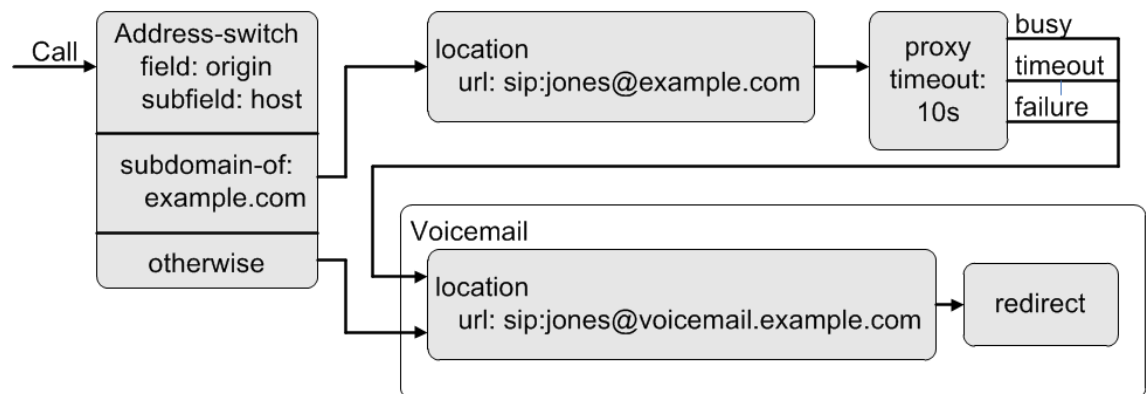 Call
Address-switch
field: origin
subfield: host
subdomain-of:
example.com
otherwise
location
url: sip:jones@example.com
proxy
timeout:
10s
busy
timeout
failure
Voicemail
location
url: sip:jones@voicemail.example.com
redirect